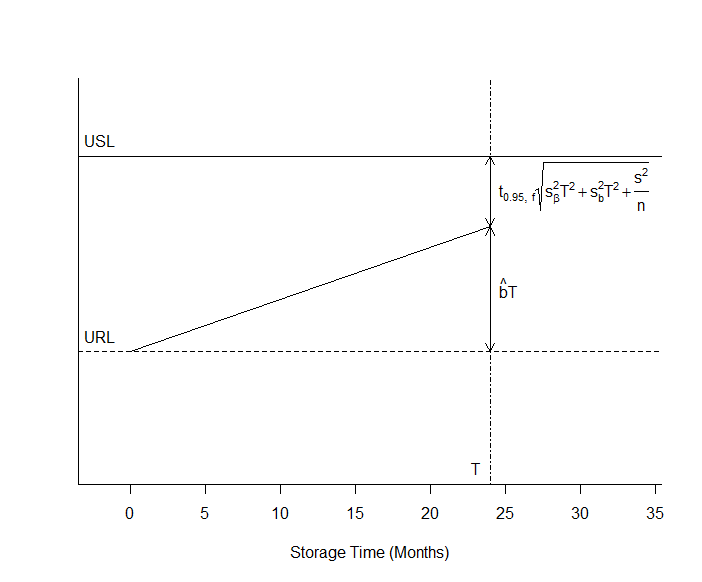 USL
t₀.₉₅, f √(s²βT² + s²bT² + s²/n)
b̂T
URL
T
0 5 10 15 20 25 30 35
Storage Time (Months)